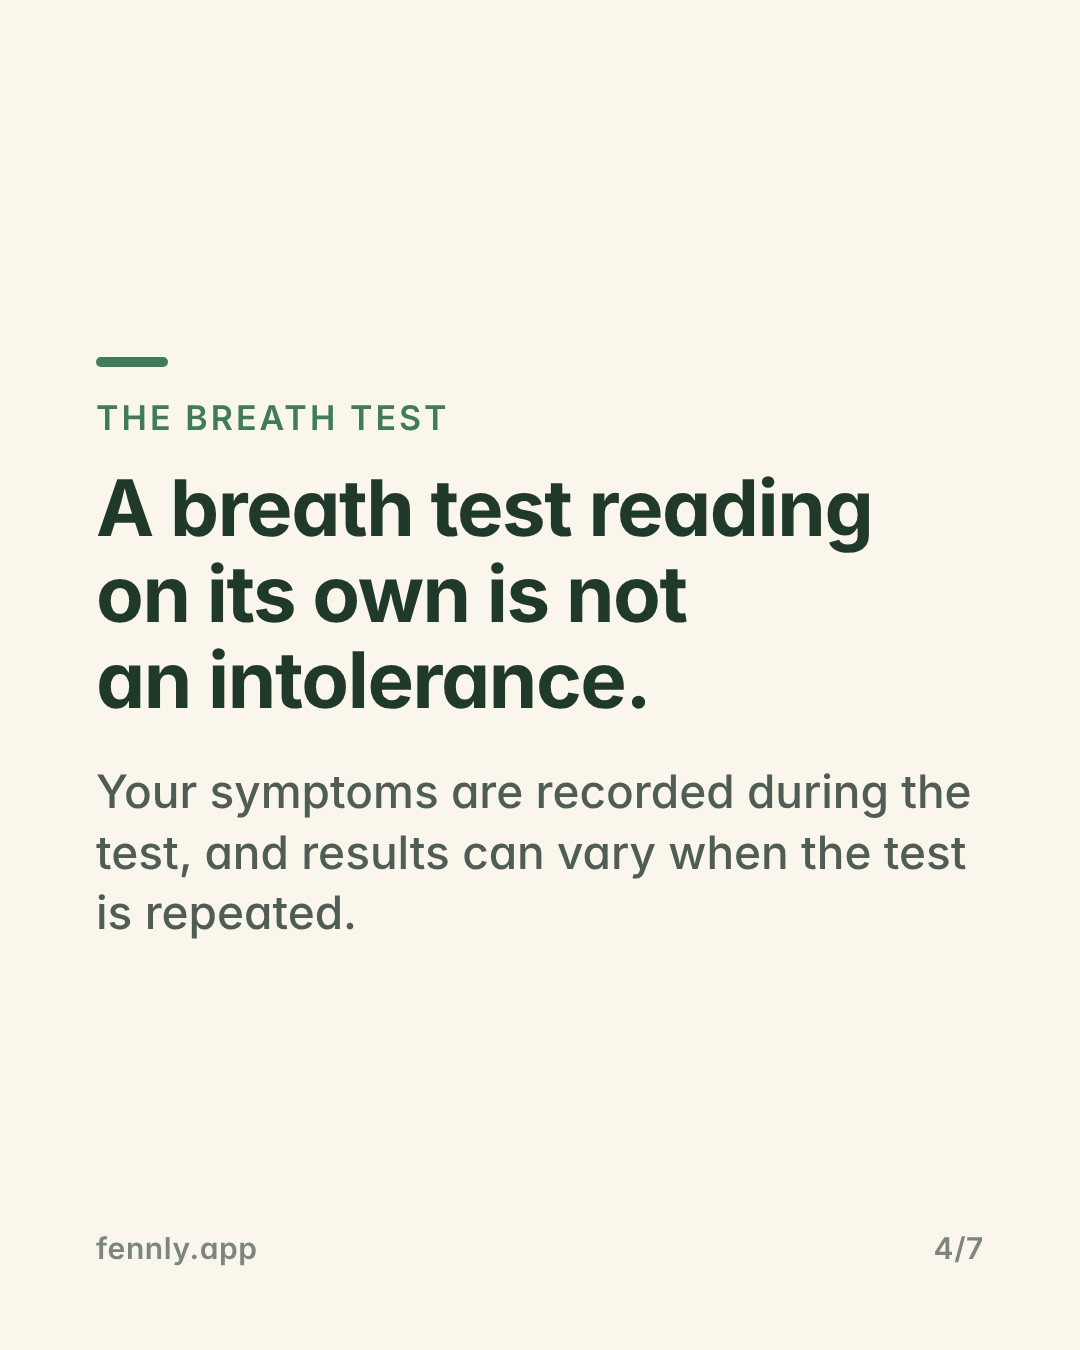 THE BREATH TEST
A breath test reading
on its own is not
an intolerance.
Your symptoms are recorded during the
test, and results can vary when the test
is repeated.
fennly.app
4/7